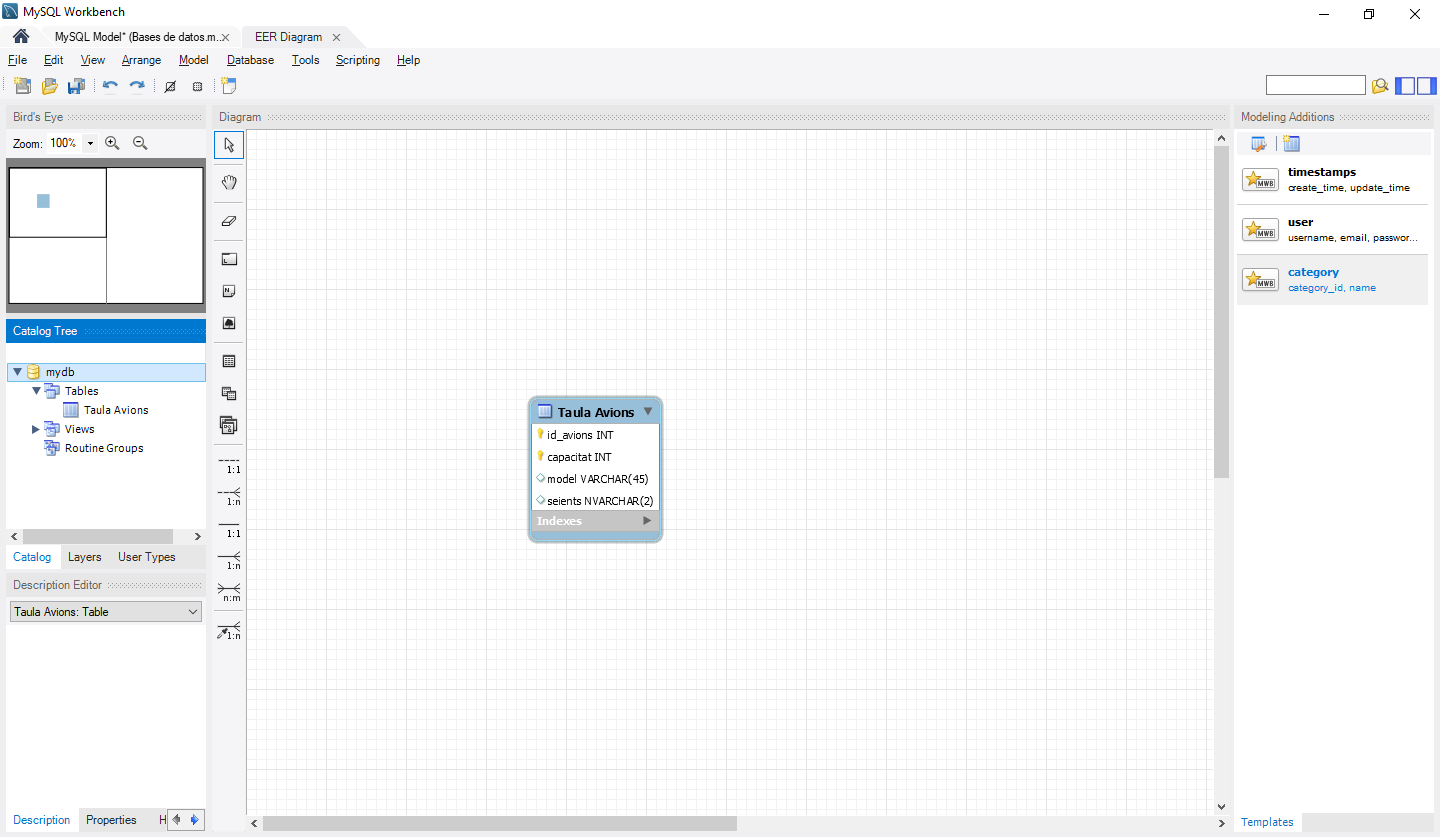 MySQL Workbench
MySQL Model* (Bases de datos.m...
EER Diagram
File Edit View Arrange Model Database Tools Scripting Help
Bird's Eye
Zoom: 100%
Catalog Tree
mydb
Tables
Taula Avions
Views
Routine Groups
Catalog Layers User Types
Description Editor
Taula Avions: Table
Description Properties H
Diagram
L
N
1:1
1:n
1:1
1:n
n:m
1:n
Taula Avions
id_avions INT
capacitat INT
model VARCHAR(45)
seients NVARCHAR(2)
Indexes
Modeling Additions
MWB
timestamps
create_time, update_time
MWB
user
username, email, passwor...
MWB
category
category_id, name
Templates